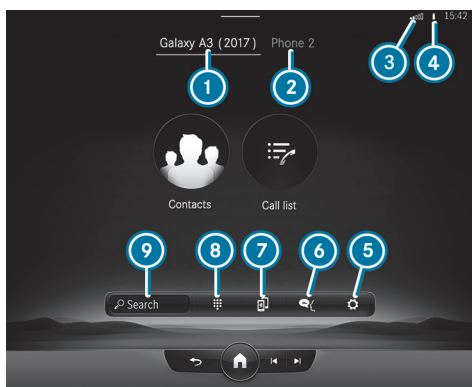 15:42
Galaxy A3 (2017) Phone 2
3 4
1 2
Contacts Call list
9 8 7 6 5
Search